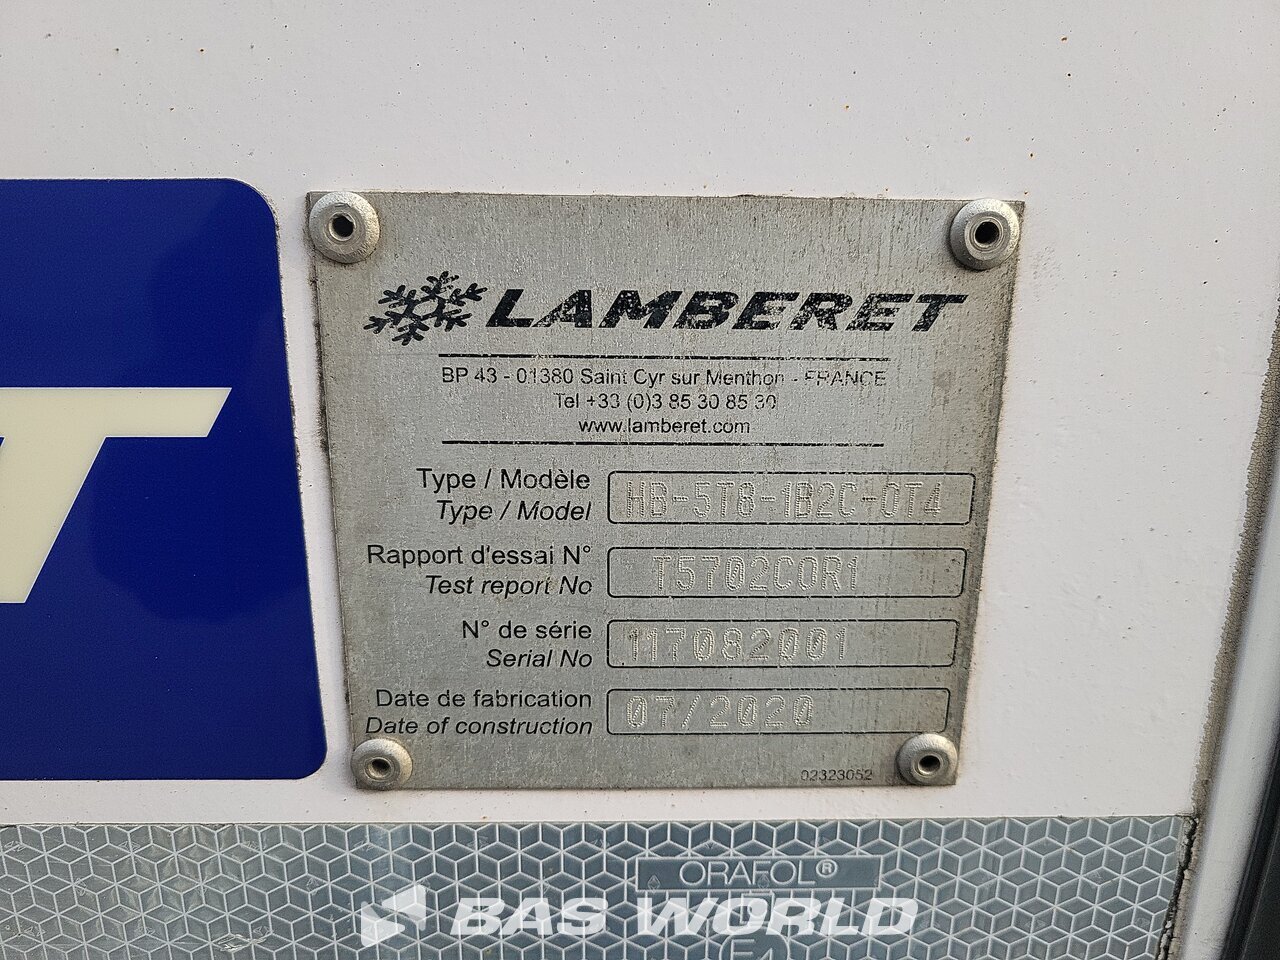 LAMBERET
BP 43 - 01380 Saint Cyr sur Menthon - FRANCE
Tel +33 (0)3 85 30 85 30
www.lamberet.com
Type / Modèle
Type / Model
HB-5T8-1B2C-0T4
Rapport d'essai N°
Test report No
T5702C0R1
N° de série
Serial No
117082001
Date de fabrication
Date of construction
07/2020
02323052
T
ORAFOL®
BAS WORLD